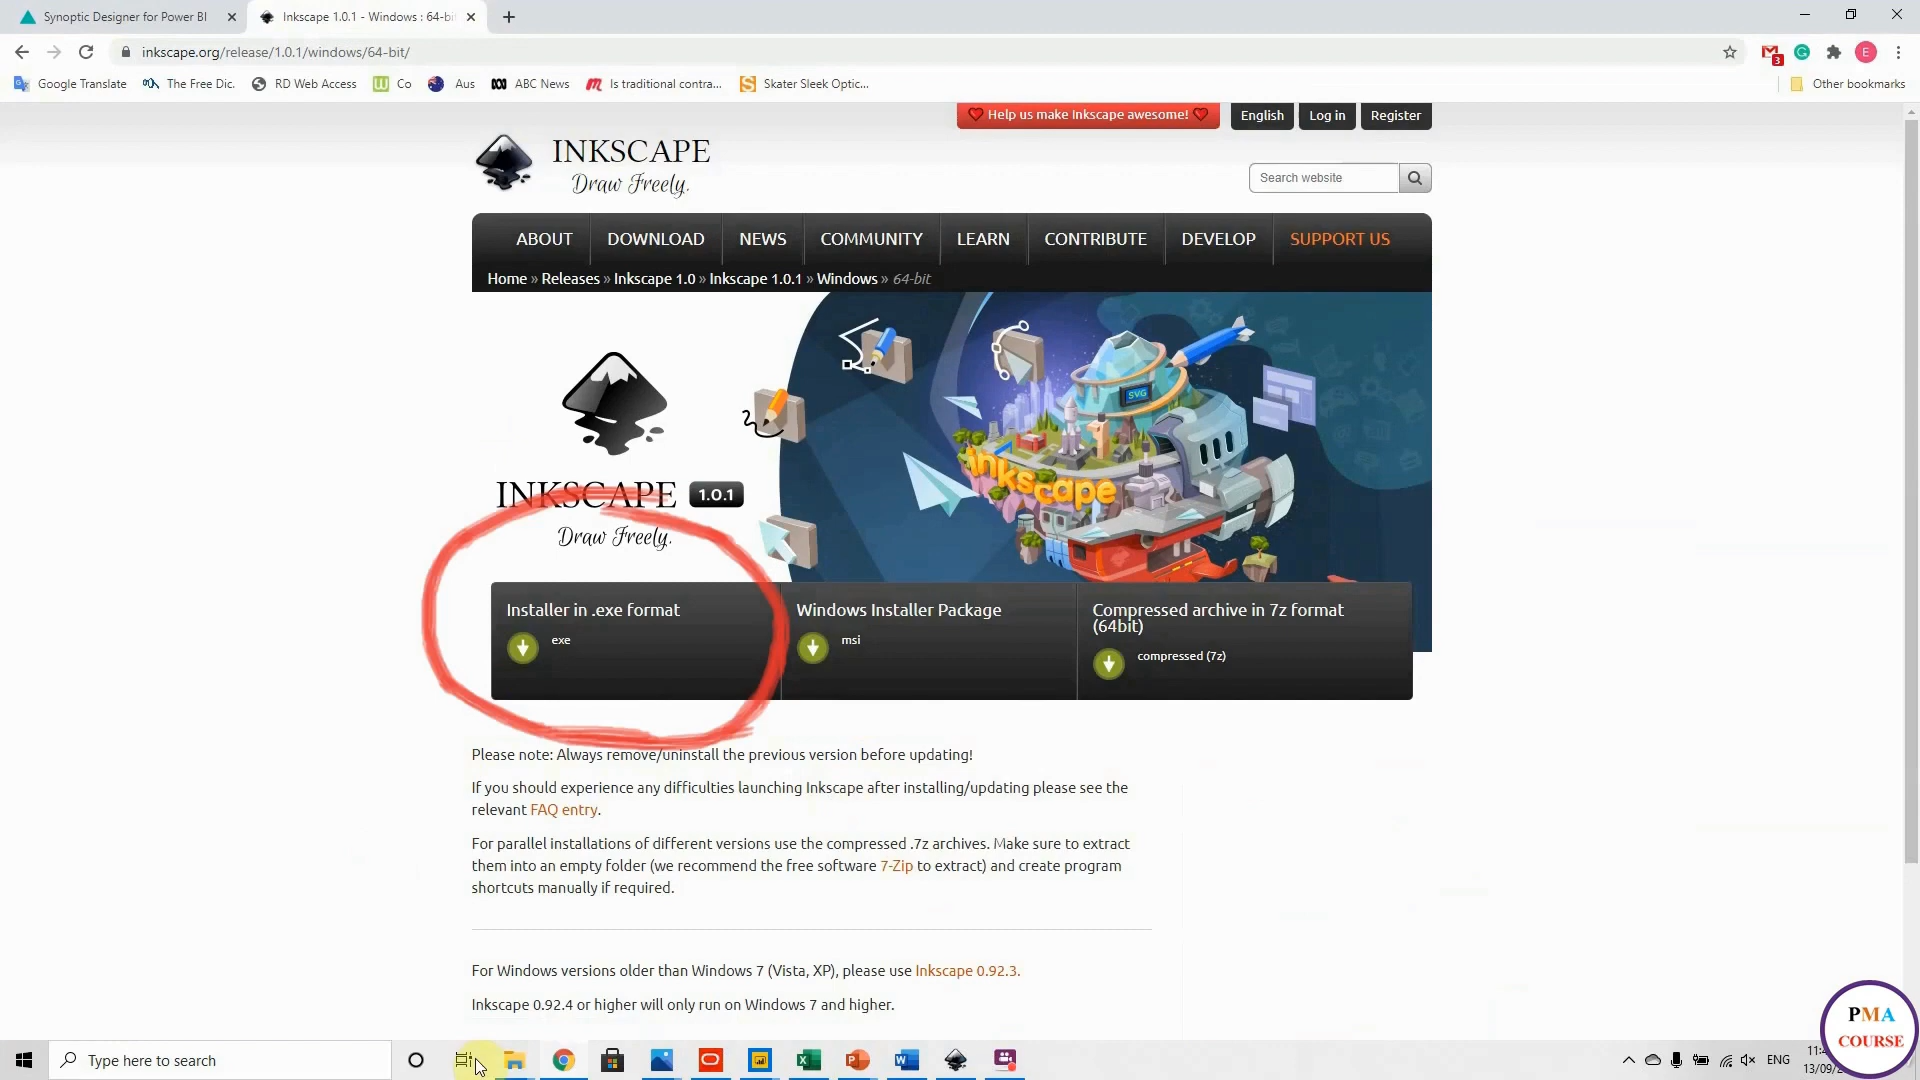 Synoptic Designer for Power BI
Inkscape 1.0.1 - Windows : 64-bit
inkscape.org/release/1.0.1/windows/64-bit/
3
E
Google Translate
The Free Dic.
RD Web Access
Co
Aus
ABC News
Is traditional contra...
Skater Sleek Optic...
Other bookmarks
Help us make Inkscape awesome!
English
Log in
Register
INKSCAPE
Draw Freely.
Search website
ABOUT
DOWNLOAD
NEWS
COMMUNITY
LEARN
CONTRIBUTE
DEVELOP
SUPPORT US
Home » Releases » Inkscape 1.0 » Inkscape 1.0.1 » Windows » 64-bit
SVG
inkscape
INKSCAPE 1.0.1
Draw Freely.
Installer in .exe format
exe
Windows Installer Package
msi
Compressed archive in 7z format
(64bit)
compressed (7z)
Please note: Always remove/uninstall the previous version before updating!
If you should experience any difficulties launching Inkscape after installing/updating please see the
relevant FAQ entry.
For parallel installations of different versions use the compressed .7z archives. Make sure to extract
them into an empty folder (we recommend the free software 7-Zip to extract) and create program
shortcuts manually if required.
For Windows versions older than Windows 7 (Vista, XP), please use Inkscape 0.92.3.
Inkscape 0.92.4 or higher will only run on Windows 7 and higher.
PMA
COURSE
Type here to search
ENG